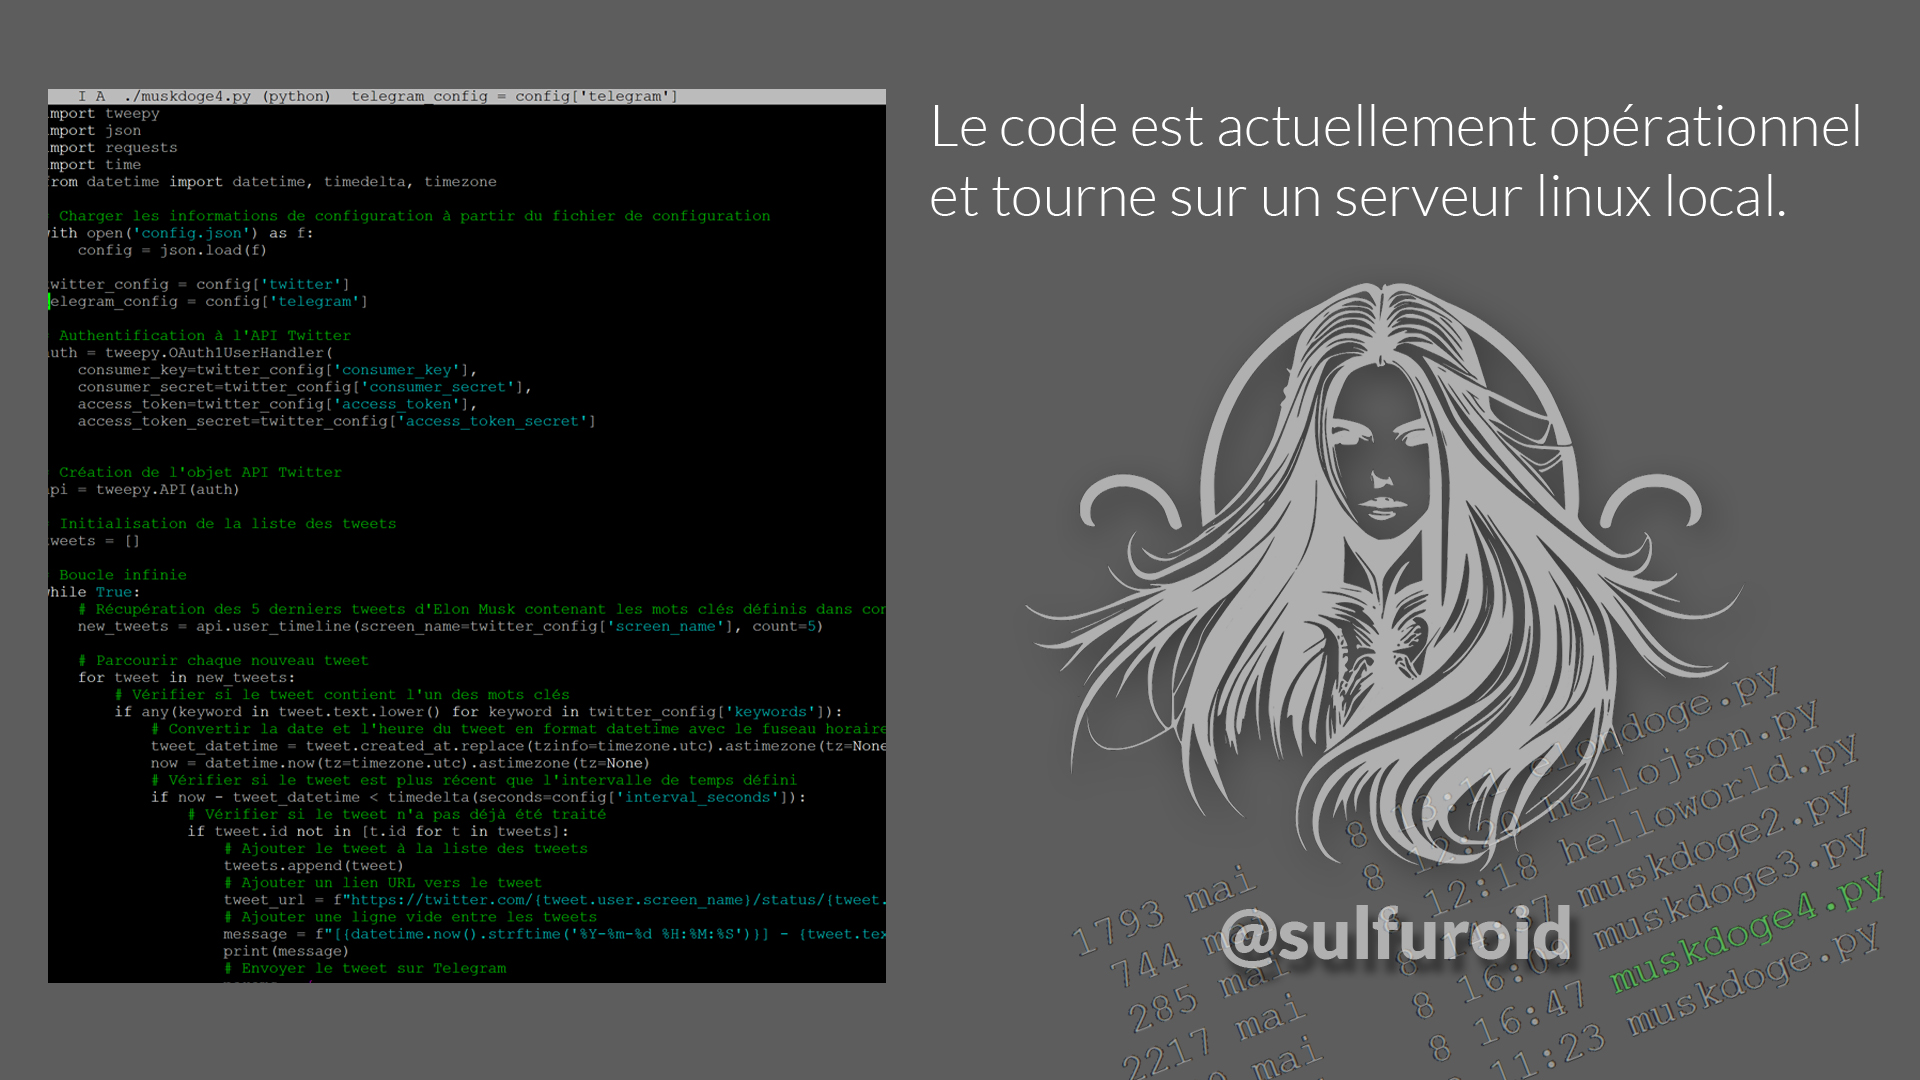 I A ./muskdoge4.py (python) telegram_config = config['telegram']
mport tweepy
mport json
mport requests
mport time
rom datetime import datetime, timedelta, timezone
Charger les informations de configuration à partir du fichier de configuration
ith open('config.json') as f:
config = json.load(f)
witter_config = config['twitter']
elegram_config = config['telegram']
Authentification à l'API Twitter
uth = tweepy.OAuth1UserHandler(
consumer_key=twitter_config['consumer_key'],
consumer_secret=twitter_config['consumer_secret'],
access_token=twitter_config['access_token'],
access_token_secret=twitter_config['access_token_secret']
Création de l'objet API Twitter
pi = tweepy.API(auth)
Initialisation de la liste des tweets
weets = []
Boucle infinie
hile True:
# Récupération des 5 derniers tweets d'Elon Musk contenant les mots clés définis dans con
new_tweets = api.user_timeline(screen_name=twitter_config['screen_name'], count=5)
# Parcourir chaque nouveau tweet
for tweet in new_tweets:
# Vérifier si le tweet contient l'un des mots clés
if any(keyword in tweet.text.lower() for keyword in twitter_config['keywords']):
# Convertir la date et l'heure du tweet en format datetime avec le fuseau horaire
tweet_datetime = tweet.created_at.replace(tzinfo=timezone.utc).astimezone(tz=None
now = datetime.now(tz=timezone.utc).astimezone(tz=None)
# Vérifier si le tweet est plus récent que l'intervalle de temps défini
if now - tweet_datetime < timedelta(seconds=config['interval_seconds']):
# Vérifier si le tweet n'a pas déjà été traité
if tweet.id not in [t.id for t in tweets]:
# Ajouter le tweet à la liste des tweets
tweets.append(tweet)
# Ajouter un lien URL vers le tweet
tweet_url = f"https://twitter.com/{tweet.user.screen_name}/status/{tweet.
# Ajouter une ligne vide entre les tweets
message = f"[{datetime.now().strftime('%Y-%m-%d %H:%M:%S')}] - {tweet.tex
print(message)
# Envoyer le tweet sur Telegram
Le code est actuellement opérationnel
et tourne sur un serveur linux local.
@sulfuroid
1793 mai 8 13:17 elondoge.py
744 mai 8 12:20 hellojson.py
285 mai 8 12:18 helloworld.py
2217 mai 8 14:37 muskdoge2.py
mai 8 16:09 muskdoge3.py
8 16:47 muskdoge4.py
11:23 muskdoge.py